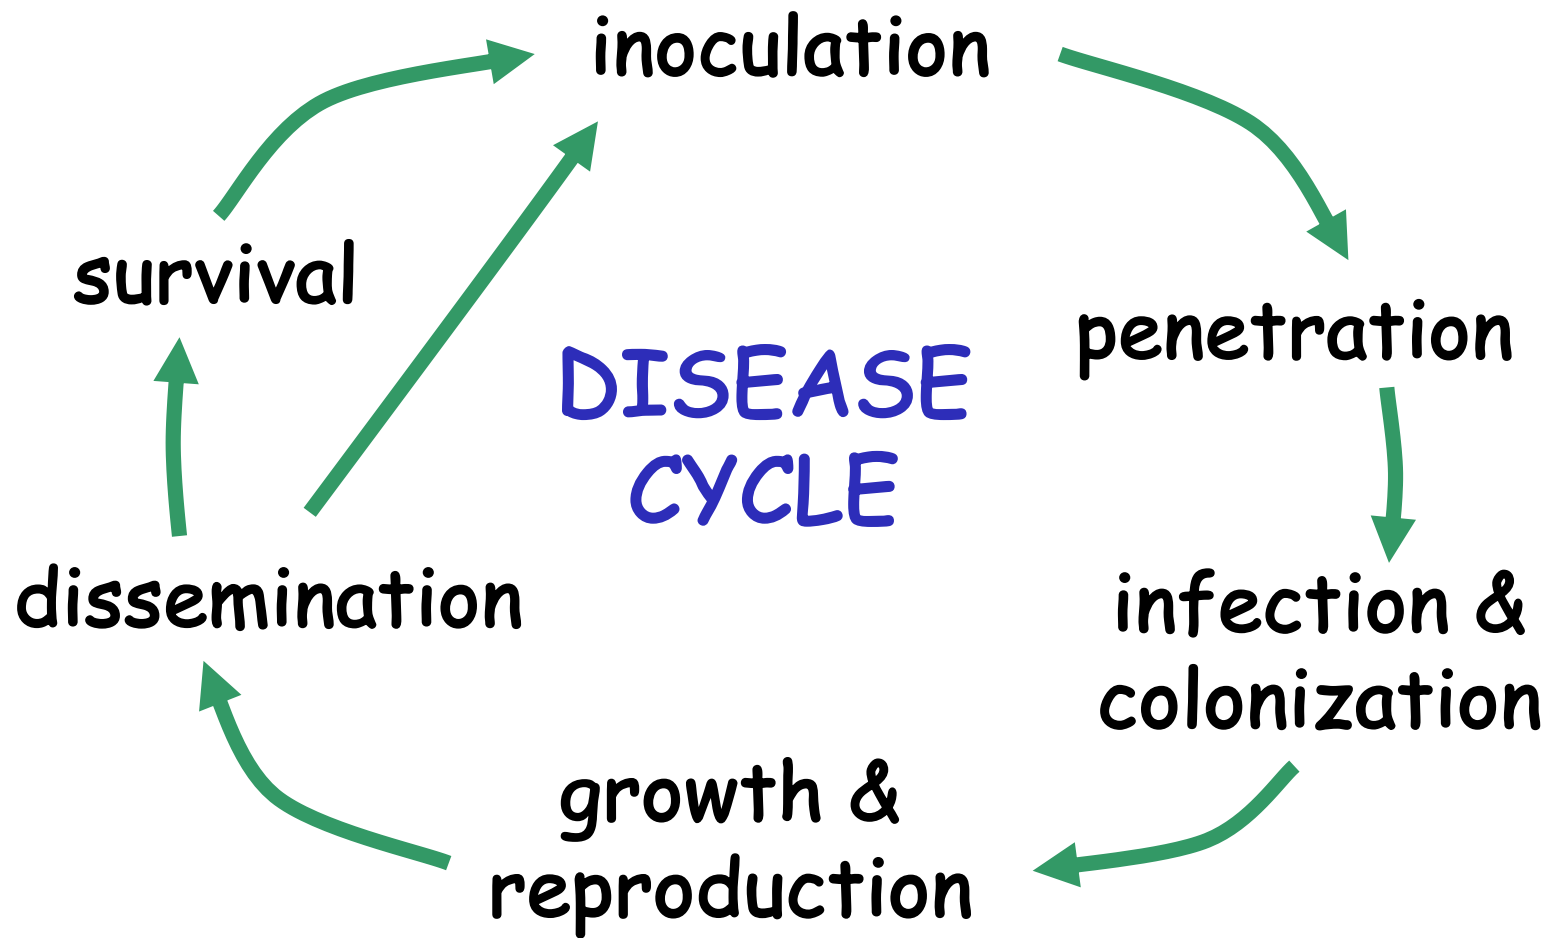 inoculation
survival
penetration
DISEASE
CYCLE
dissemination
infection &
colonization
growth &
reproduction